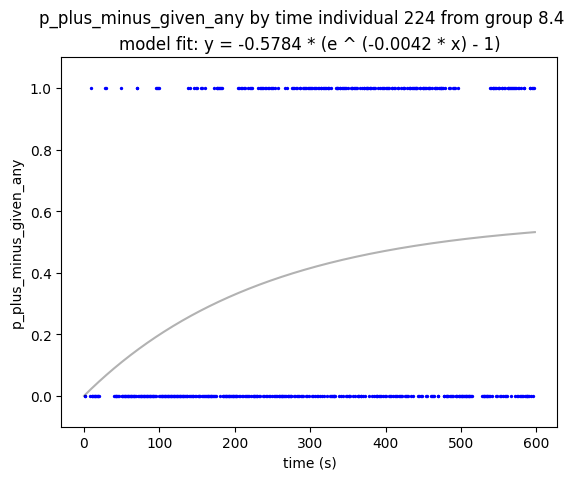 p_plus_minus_given_any by time individual 224 from group 8.4
model fit: y = -0.5784 * (e ^ (-0.0042 * x) - 1)
1.0
0.8
0.6
0.4
0.2
0.0
p_plus_minus_given_any
0 100 200 300 400 500 600
time (s)